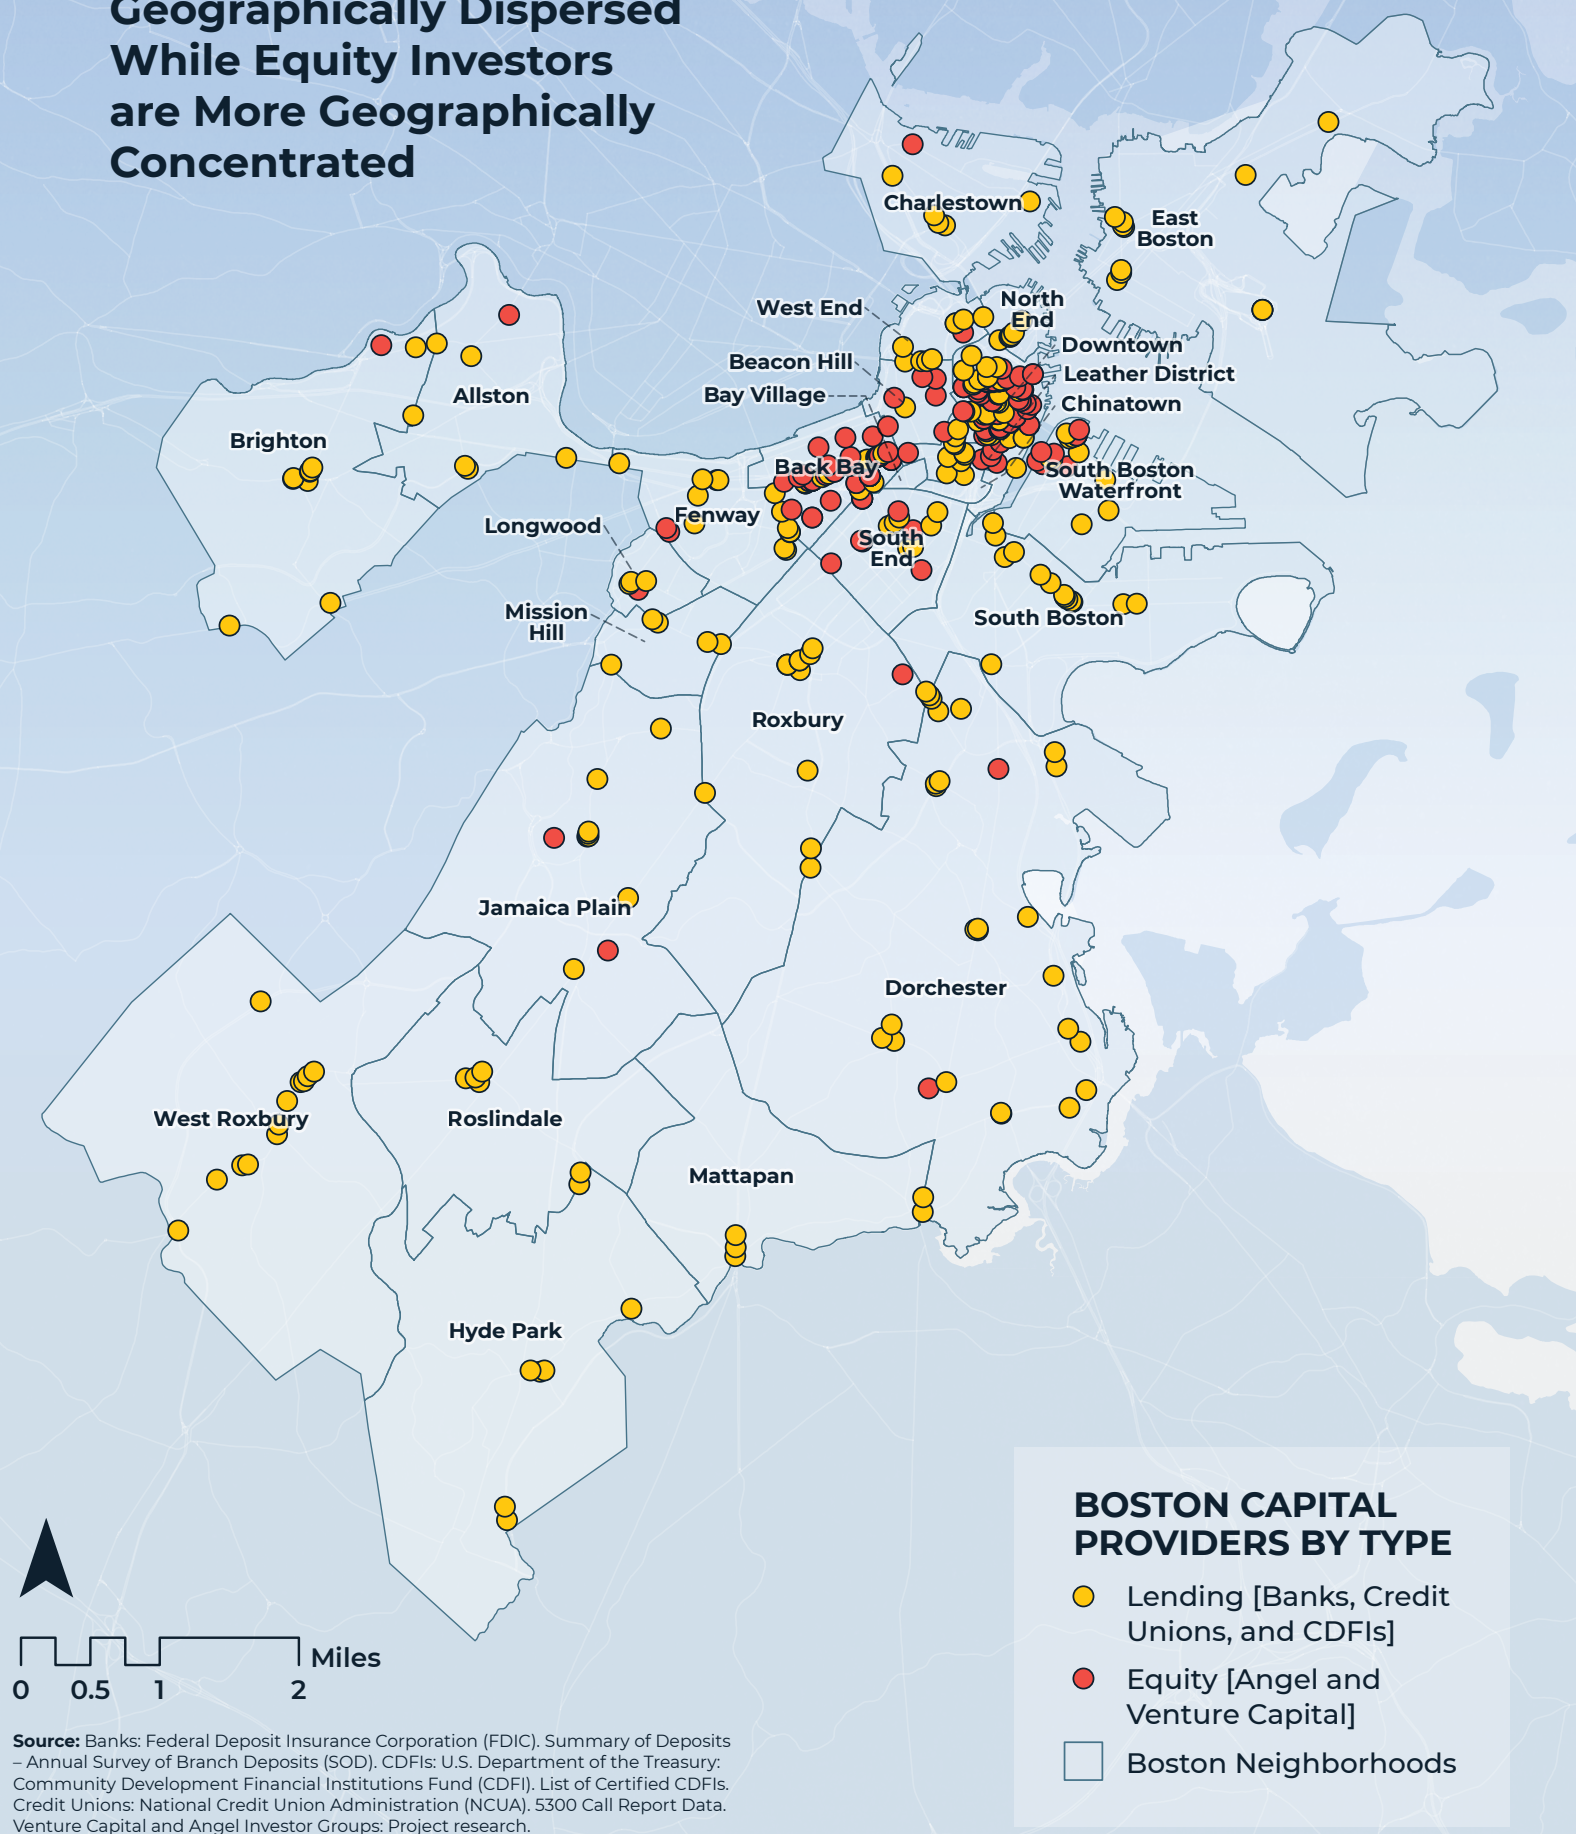 Geographically Dispersed
While Equity Investors
are More Geographically
Concentrated
Charlestown
East
Boston
West End
North
End
Beacon Hill
Downtown
Bay Village
Leather District
Chinatown
Allston
Brighton
Back Bay
South Boston
Waterfront
Longwood
Fenway
South
End
Mission
Hill
South Boston
Roxbury
Jamaica Plain
Dorchester
West Roxbury
Roslindale
Mattapan
Hyde Park
BOSTON CAPITAL
PROVIDERS BY TYPE
Lending [Banks, Credit
Unions, and CDFIs]
Equity [Angel and
Venture Capital]
Boston Neighborhoods
Miles
0 0.5 1 2
Source: Banks: Federal Deposit Insurance Corporation (FDIC). Summary of Deposits
– Annual Survey of Branch Deposits (SOD). CDFIs: U.S. Department of the Treasury:
Community Development Financial Institutions Fund (CDFI). List of Certified CDFIs.
Credit Unions: National Credit Union Administration (NCUA). 5300 Call Report Data.
Venture Capital and Angel Investor Groups: Project research.